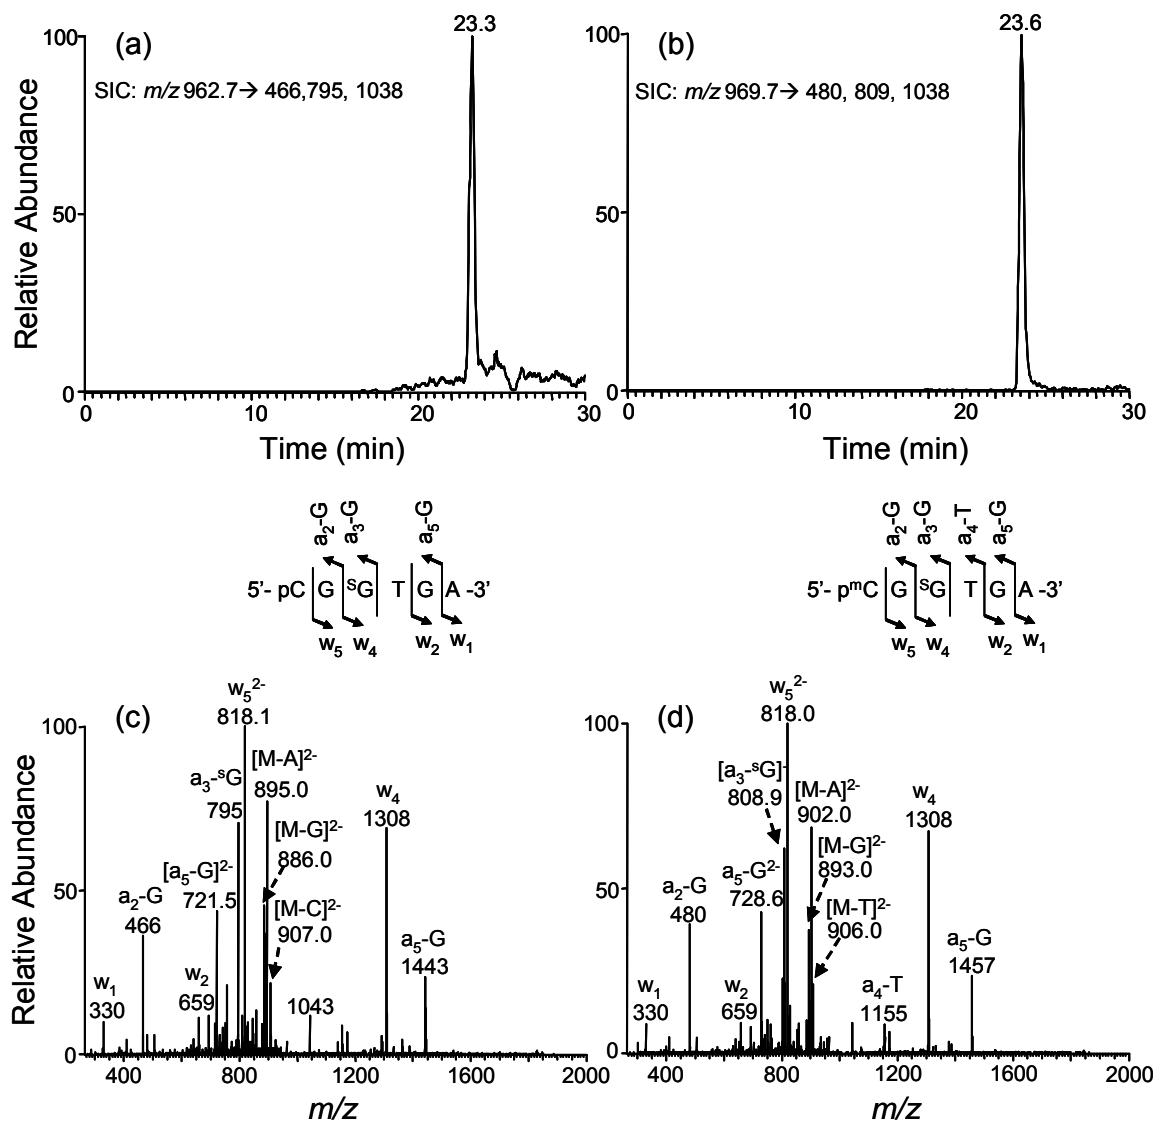 (a)
23.3
SIC: m/z 962.7→ 466,795, 1038
100
50
0
Relative Abundance
0 10 20 30
Time (min)
(b)
23.6
SIC: m/z 969.7→ 480, 809, 1038
100
50
0
0 10 20 30
Time (min)
a₂-G a₃-G a₅-G
5'- pC G ˢG T G A -3'
w₅ w₄ w₂ w₁
a₂-G a₃-G a₄-T a₅-G
5'- pᵐC G ˢG T G A -3'
w₅ w₄ w₂ w₁
(c)
w₅²⁻
818.1
[M-A]²⁻
895.0
a₃-ˢG
795
w₄
1308
[M-G]²⁻
886.0
[a₅-G]²⁻
721.5
a₂-G
466
[M-C]²⁻
907.0
a₅-G
1443
w₁
330
w₂
659
1043
100
50
0
Relative Abundance
400 800 1200 1600 2000
m/z
(d)
w₅²⁻
818.0
[a₃-ˢG]⁻
808.9
[M-A]²⁻
902.0
w₄
1308
[M-G]²⁻
893.0
a₅-G²⁻
728.6
a₂-G
480
[M-T]²⁻
906.0
a₅-G
1457
w₁
330
w₂
659
a₄-T
1155
100
50
0
400 800 1200 1600 2000
m/z